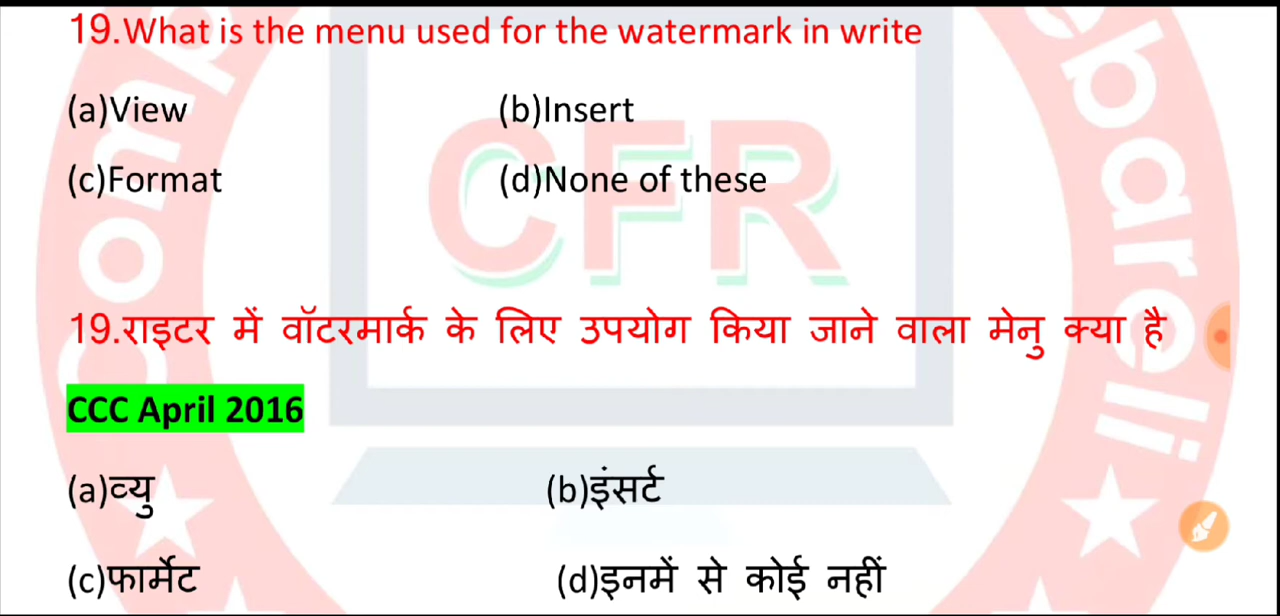 19.What is the menu used for the watermark in write
(a)View (b)Insert
(c)Format (d)None of these
CFR
19.राइटर में वॉटरमार्क के लिए उपयोग किया जाने वाला मेनु क्या है
CCC April 2016
(a)व्यु (b)इंसर्ट
(c)फार्मेट (d)इनमें से कोई नहीं